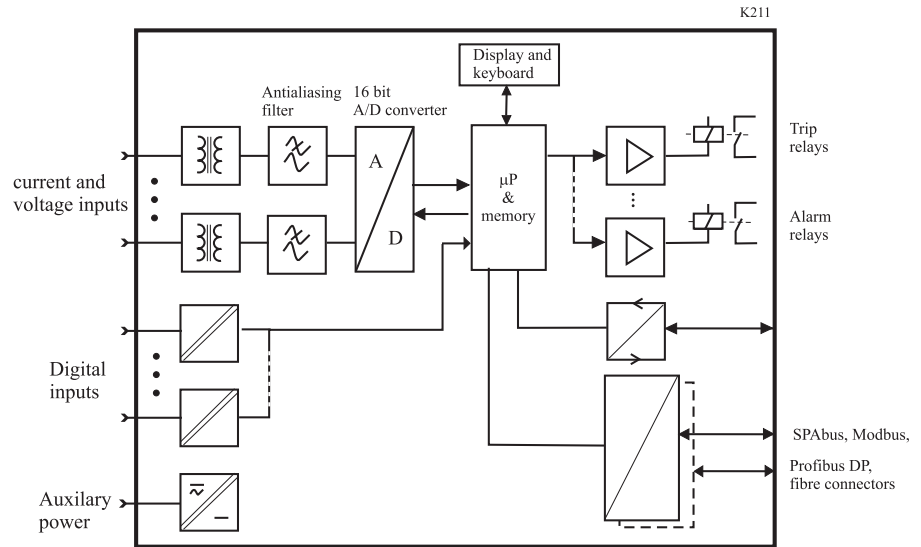 K211
Display and
keyboard
Antialiasing
filter
16 bit
A/D converter
current and
voltage inputs
A
D
μP
&
memory
Trip
relays
Alarm
relays
Digital
inputs
SPAbus, Modbus,
Profibus DP,
fibre connectors
Auxilary
power